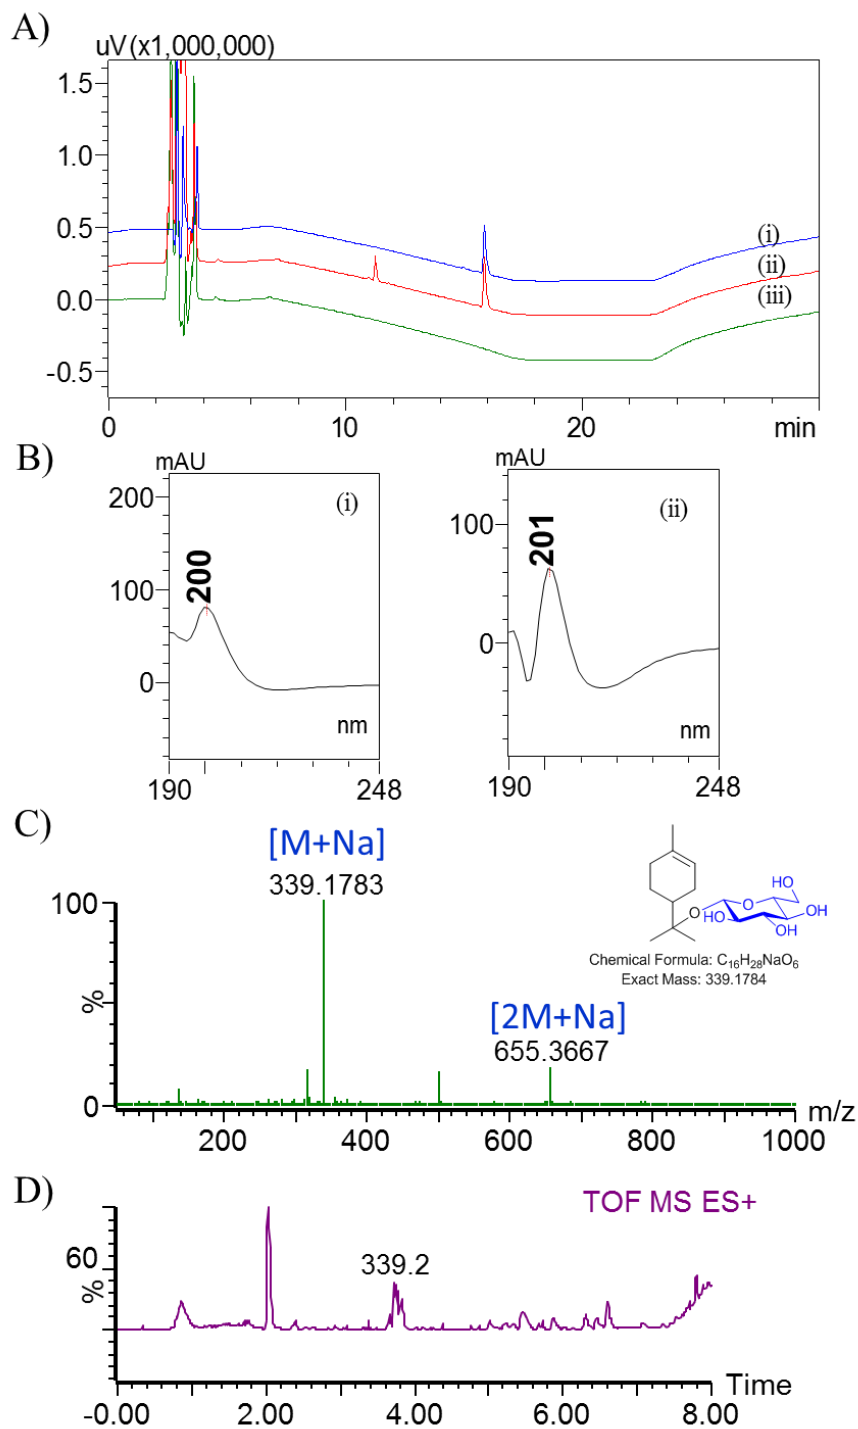 A)
uV(x1,000,000)
1.5
1.0
0.5
0.0
-0.5
(i)
(ii)
(iii)
0 10 20 min
B)
mAU
200
100
0
200
(i)
nm
190 248
mAU
100
0
201
(ii)
nm
190 248
C)
[M+Na]
339.1783
100
%
0
[2M+Na]
655.3667
HO
O
O
HO
HO
OH
OH
Chemical Formula: C₁₆H₂₈NaO₆
Exact Mass: 339.1784
200 400 600 800 1000 m/z
D)
TOF MS ES+
60
%
339.2
Time
-0.00 2.00 4.00 6.00 8.00